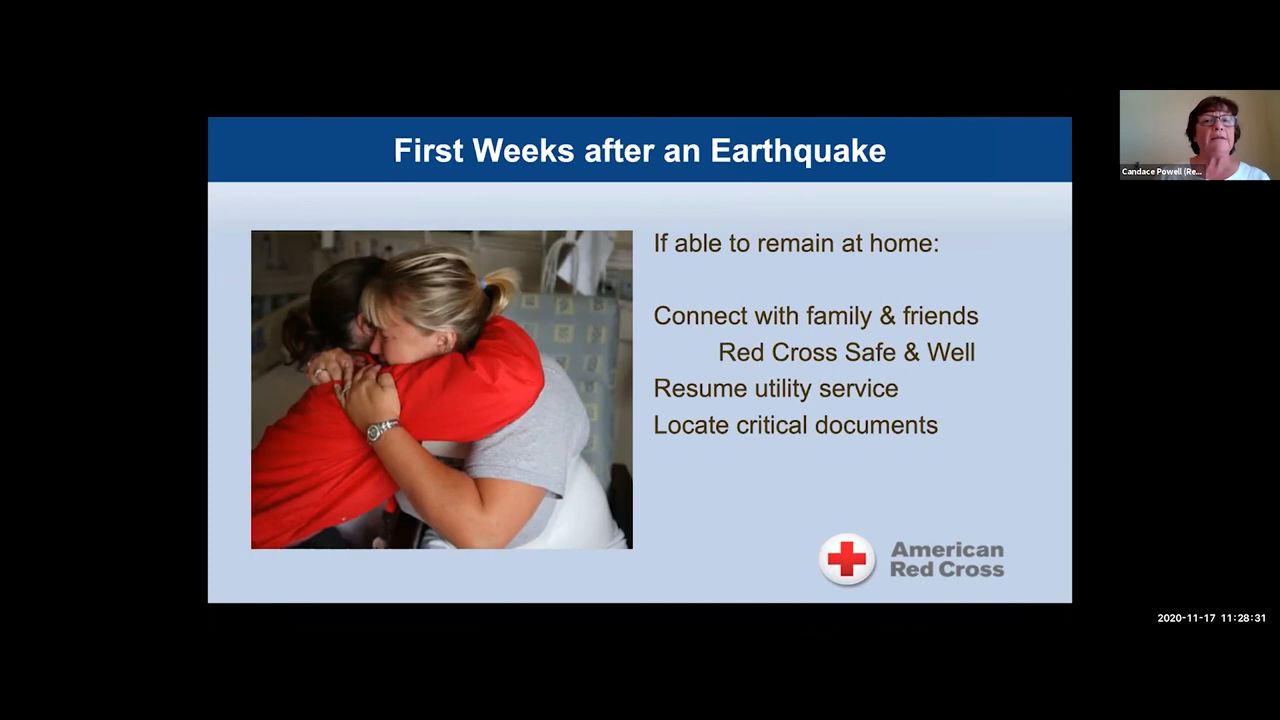 First Weeks after an Earthquake
If able to remain at home:
Connect with family & friends
Red Cross Safe & Well
Resume utility service
Locate critical documents
American
Red Cross
Candace Powell (Re...
2020-11-17 11:28:31